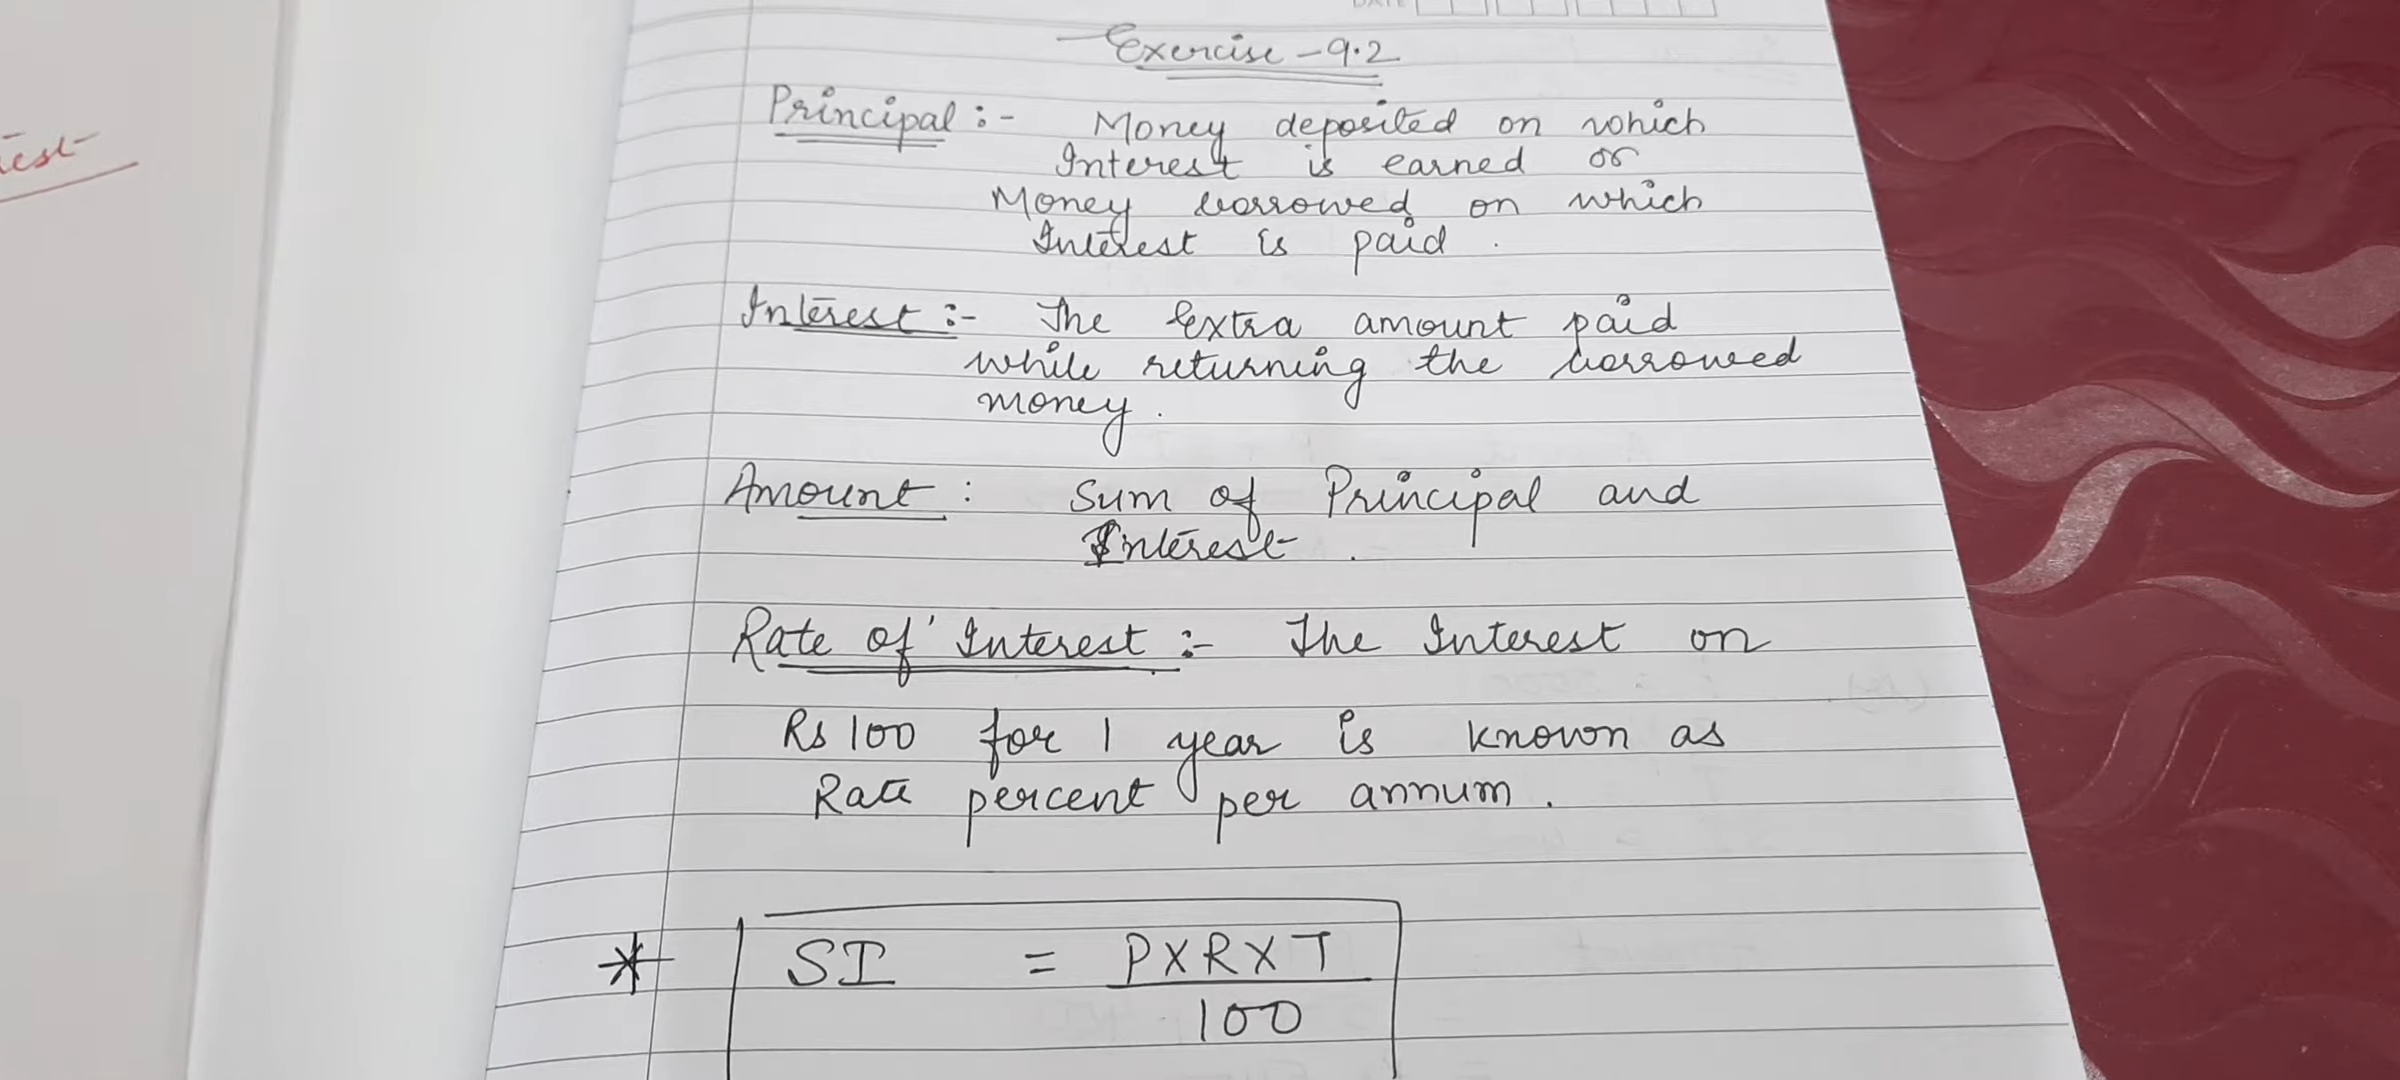 DATE
Exercise - 9.2
Principal :- Money deposited on which
Interest is earned or
Money borrowed on which
Interest is paid .
Interest :- The Extra amount paid
while returning the borrowed
money .
Amount : Sum of Principal and
Interest .
Rate of Interest :- The Interest on
Rs 100 for 1 year is known as
Rate percent per annum .
* SI = PXRXT
100